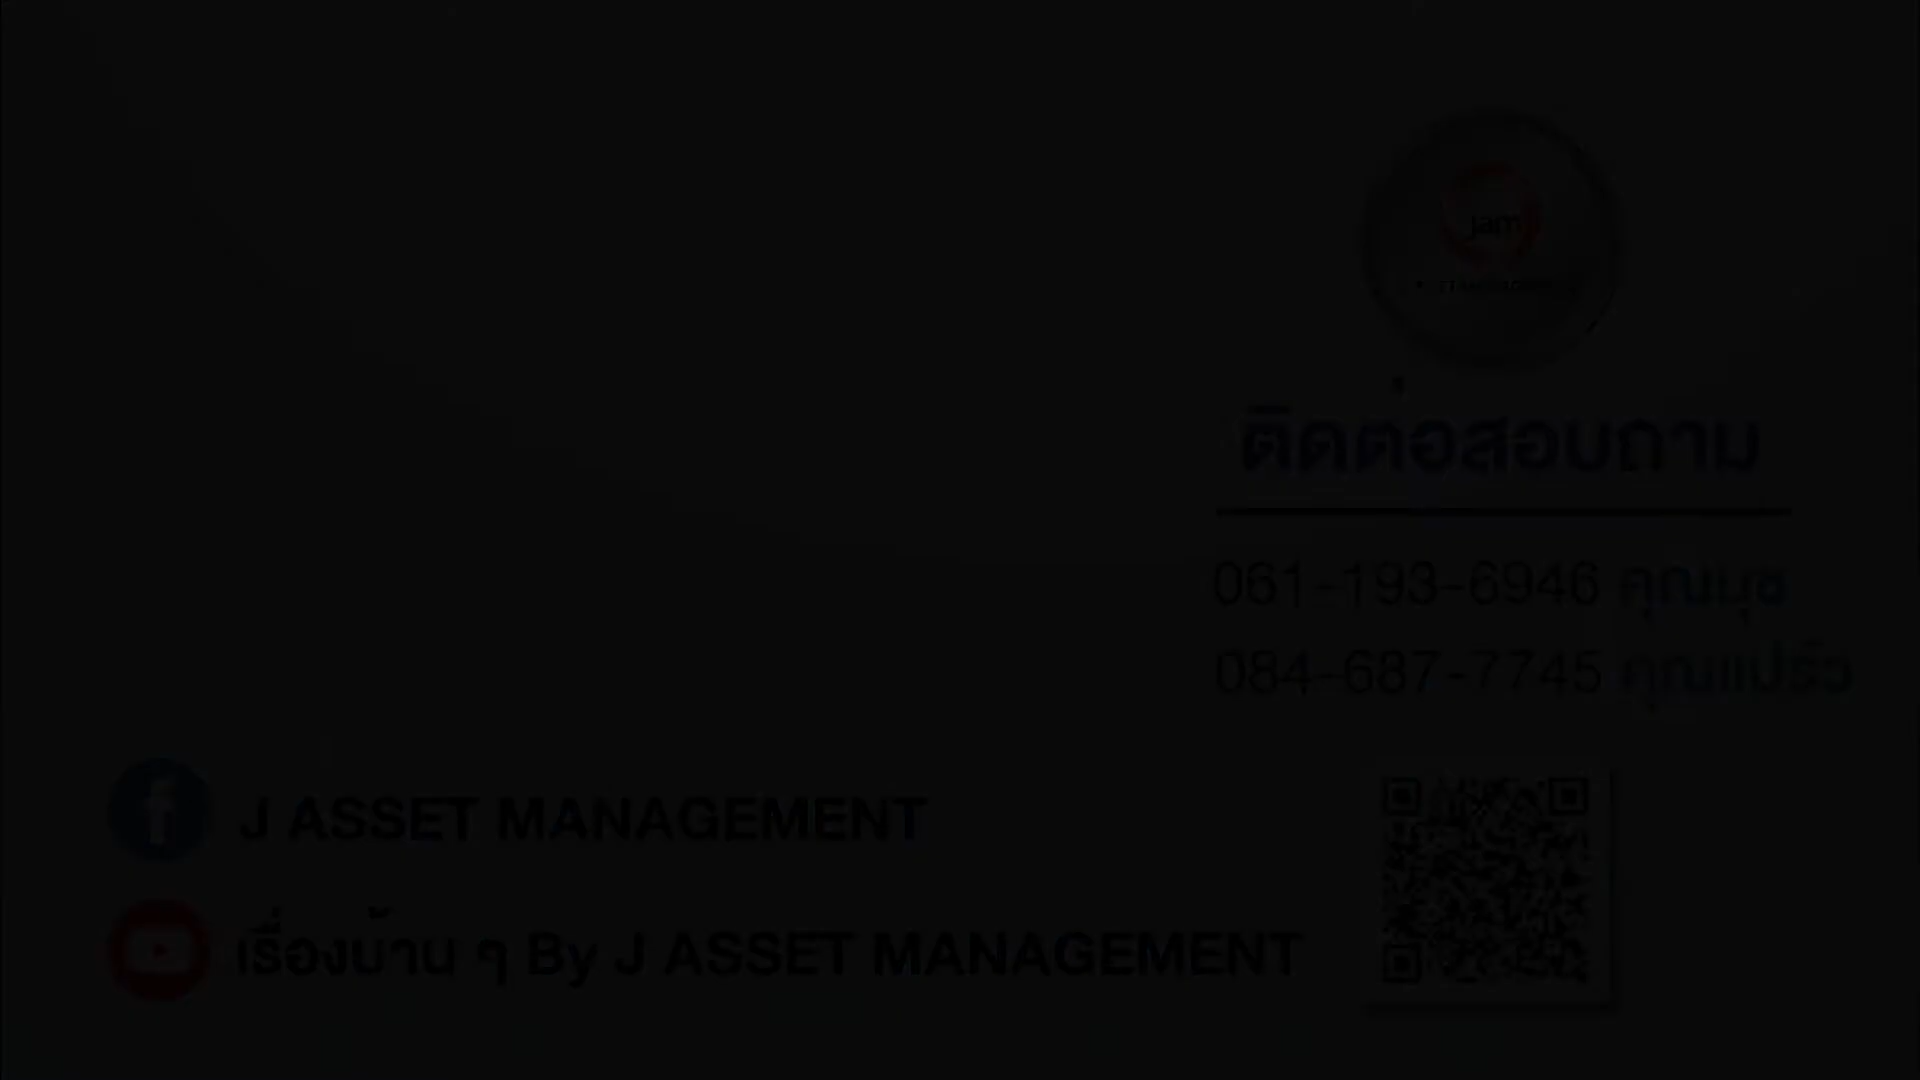 jam
ติดต่อสอบถาม
061-193-6946 คุณนุช
084-687-7745 คุณแปร๋ว
J ASSET MANAGEMENT
เรื่องบ้าน ๆ By J ASSET MANAGEMENT